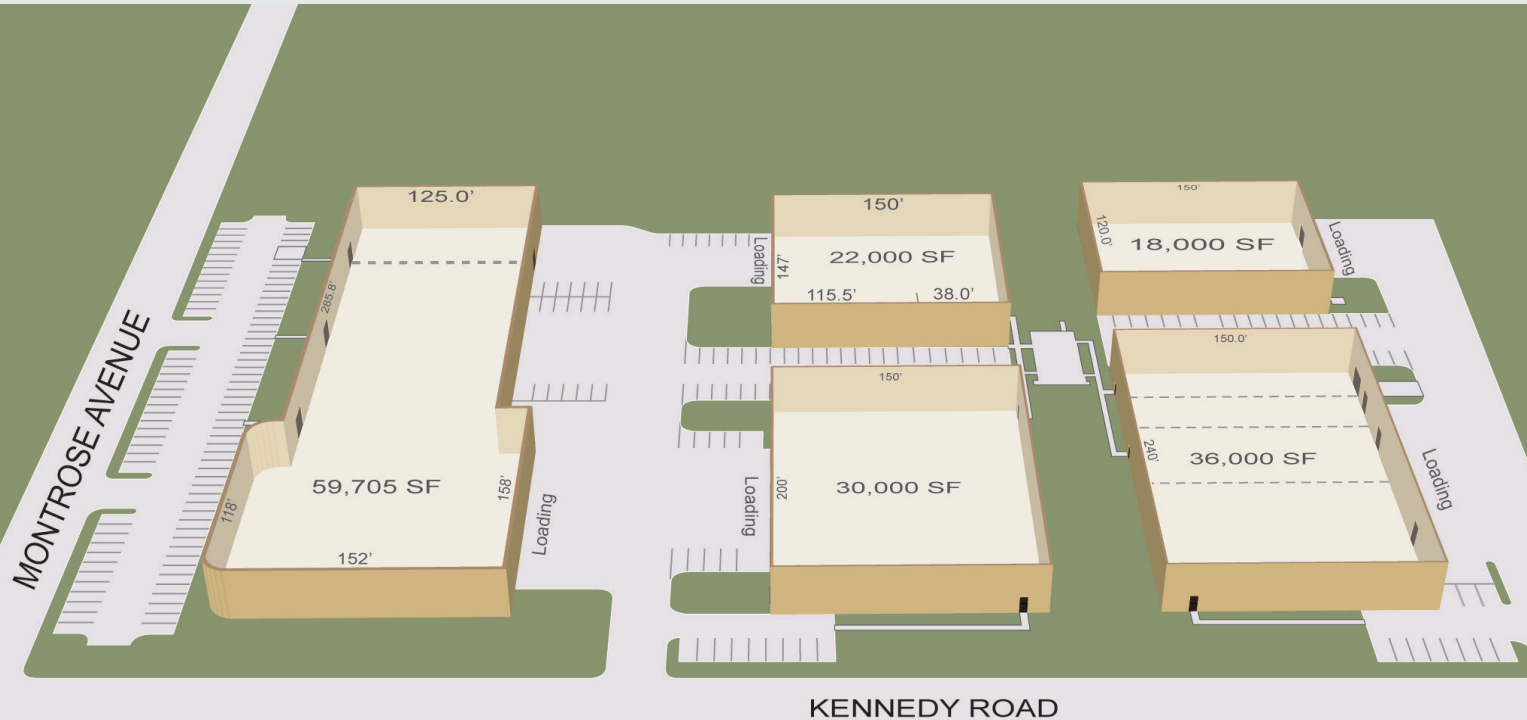 MONTROSE AVENUE
125.0'
285.8'
59,705 SF
118'
158'
152'
Loading
150'
Loading
147'
22,000 SF
115.5'
38.0'
150'
200'
30,000 SF
Loading
150'
120.0'
18,000 SF
Loading
150.0'
240'
36,000 SF
Loading
KENNEDY ROAD